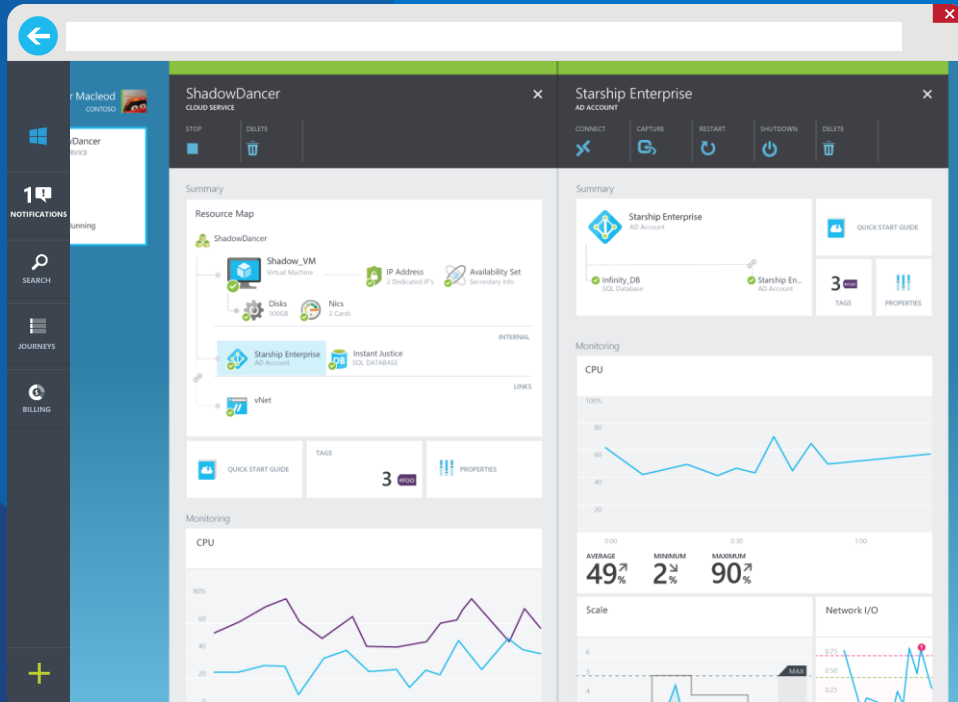 r Macleod
CONTOSO
wDancer
RVICE
unning
1
NOTIFICATIONS
SEARCH
JOURNEYS
BILLING
ShadowDancer
CLOUD SERVICE
STOP
DELETE
Summary
Resource Map
ShadowDancer
Shadow_VM
Virtual Machine
IP Address
2 Dedicated IP's
Availability Set
Secondary Info
Disks
500GB
Nics
2 Cards
INTERNAL
Starship Enterprise
AD Account
DB
Instant Justice
SQL DATABASE
LINKS
vNet
QUICK START GUIDE
TAGS
3 #FOO
PROPERTIES
Monitoring
CPU
80%
60
40
20
0
Starship Enterprise
AD ACCOUNT
CONNECT
CAPTURE
RESTART
SHUTDOWN
DELETE
Summary
Starship Enterprise
AD Account
Infinity_DB
SQL Database
Starship En...
AD Account
QUICK START GUIDE
3
TAGS
PROPERTIES
Monitoring
CPU
100%
80
60
40
20
0:00
0:30
1:00
AVERAGE
49%
MINIMUM
2%
MAXIMUM
90%
Scale
6
5
4
MAX
Network I/O
0.75
0.50
0.25